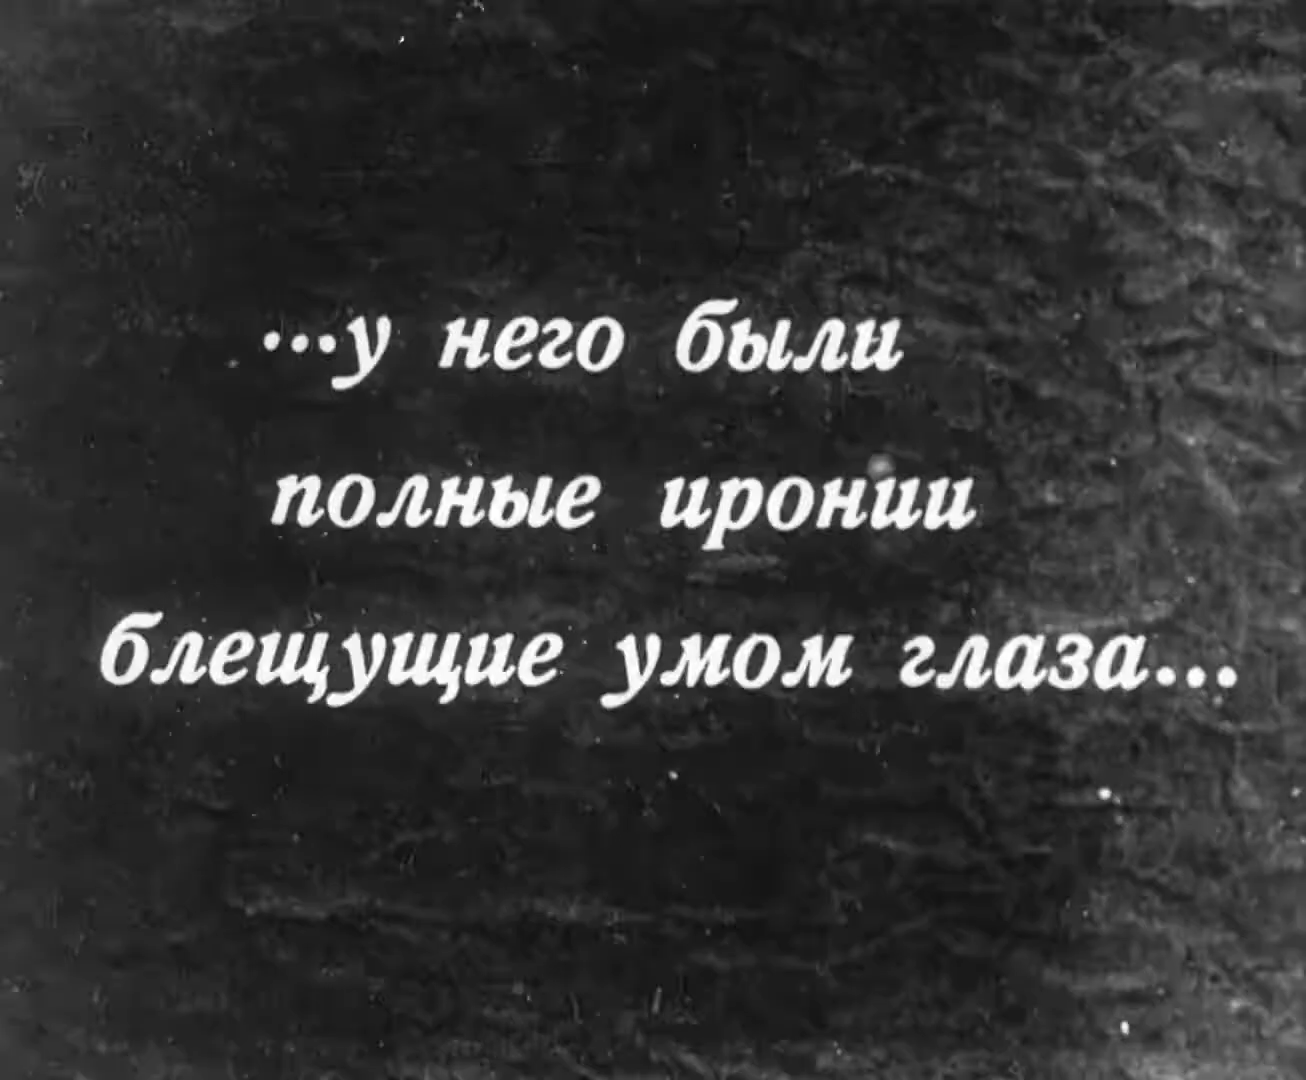 ...у него были
полные иронии
блещущие умом глаза...